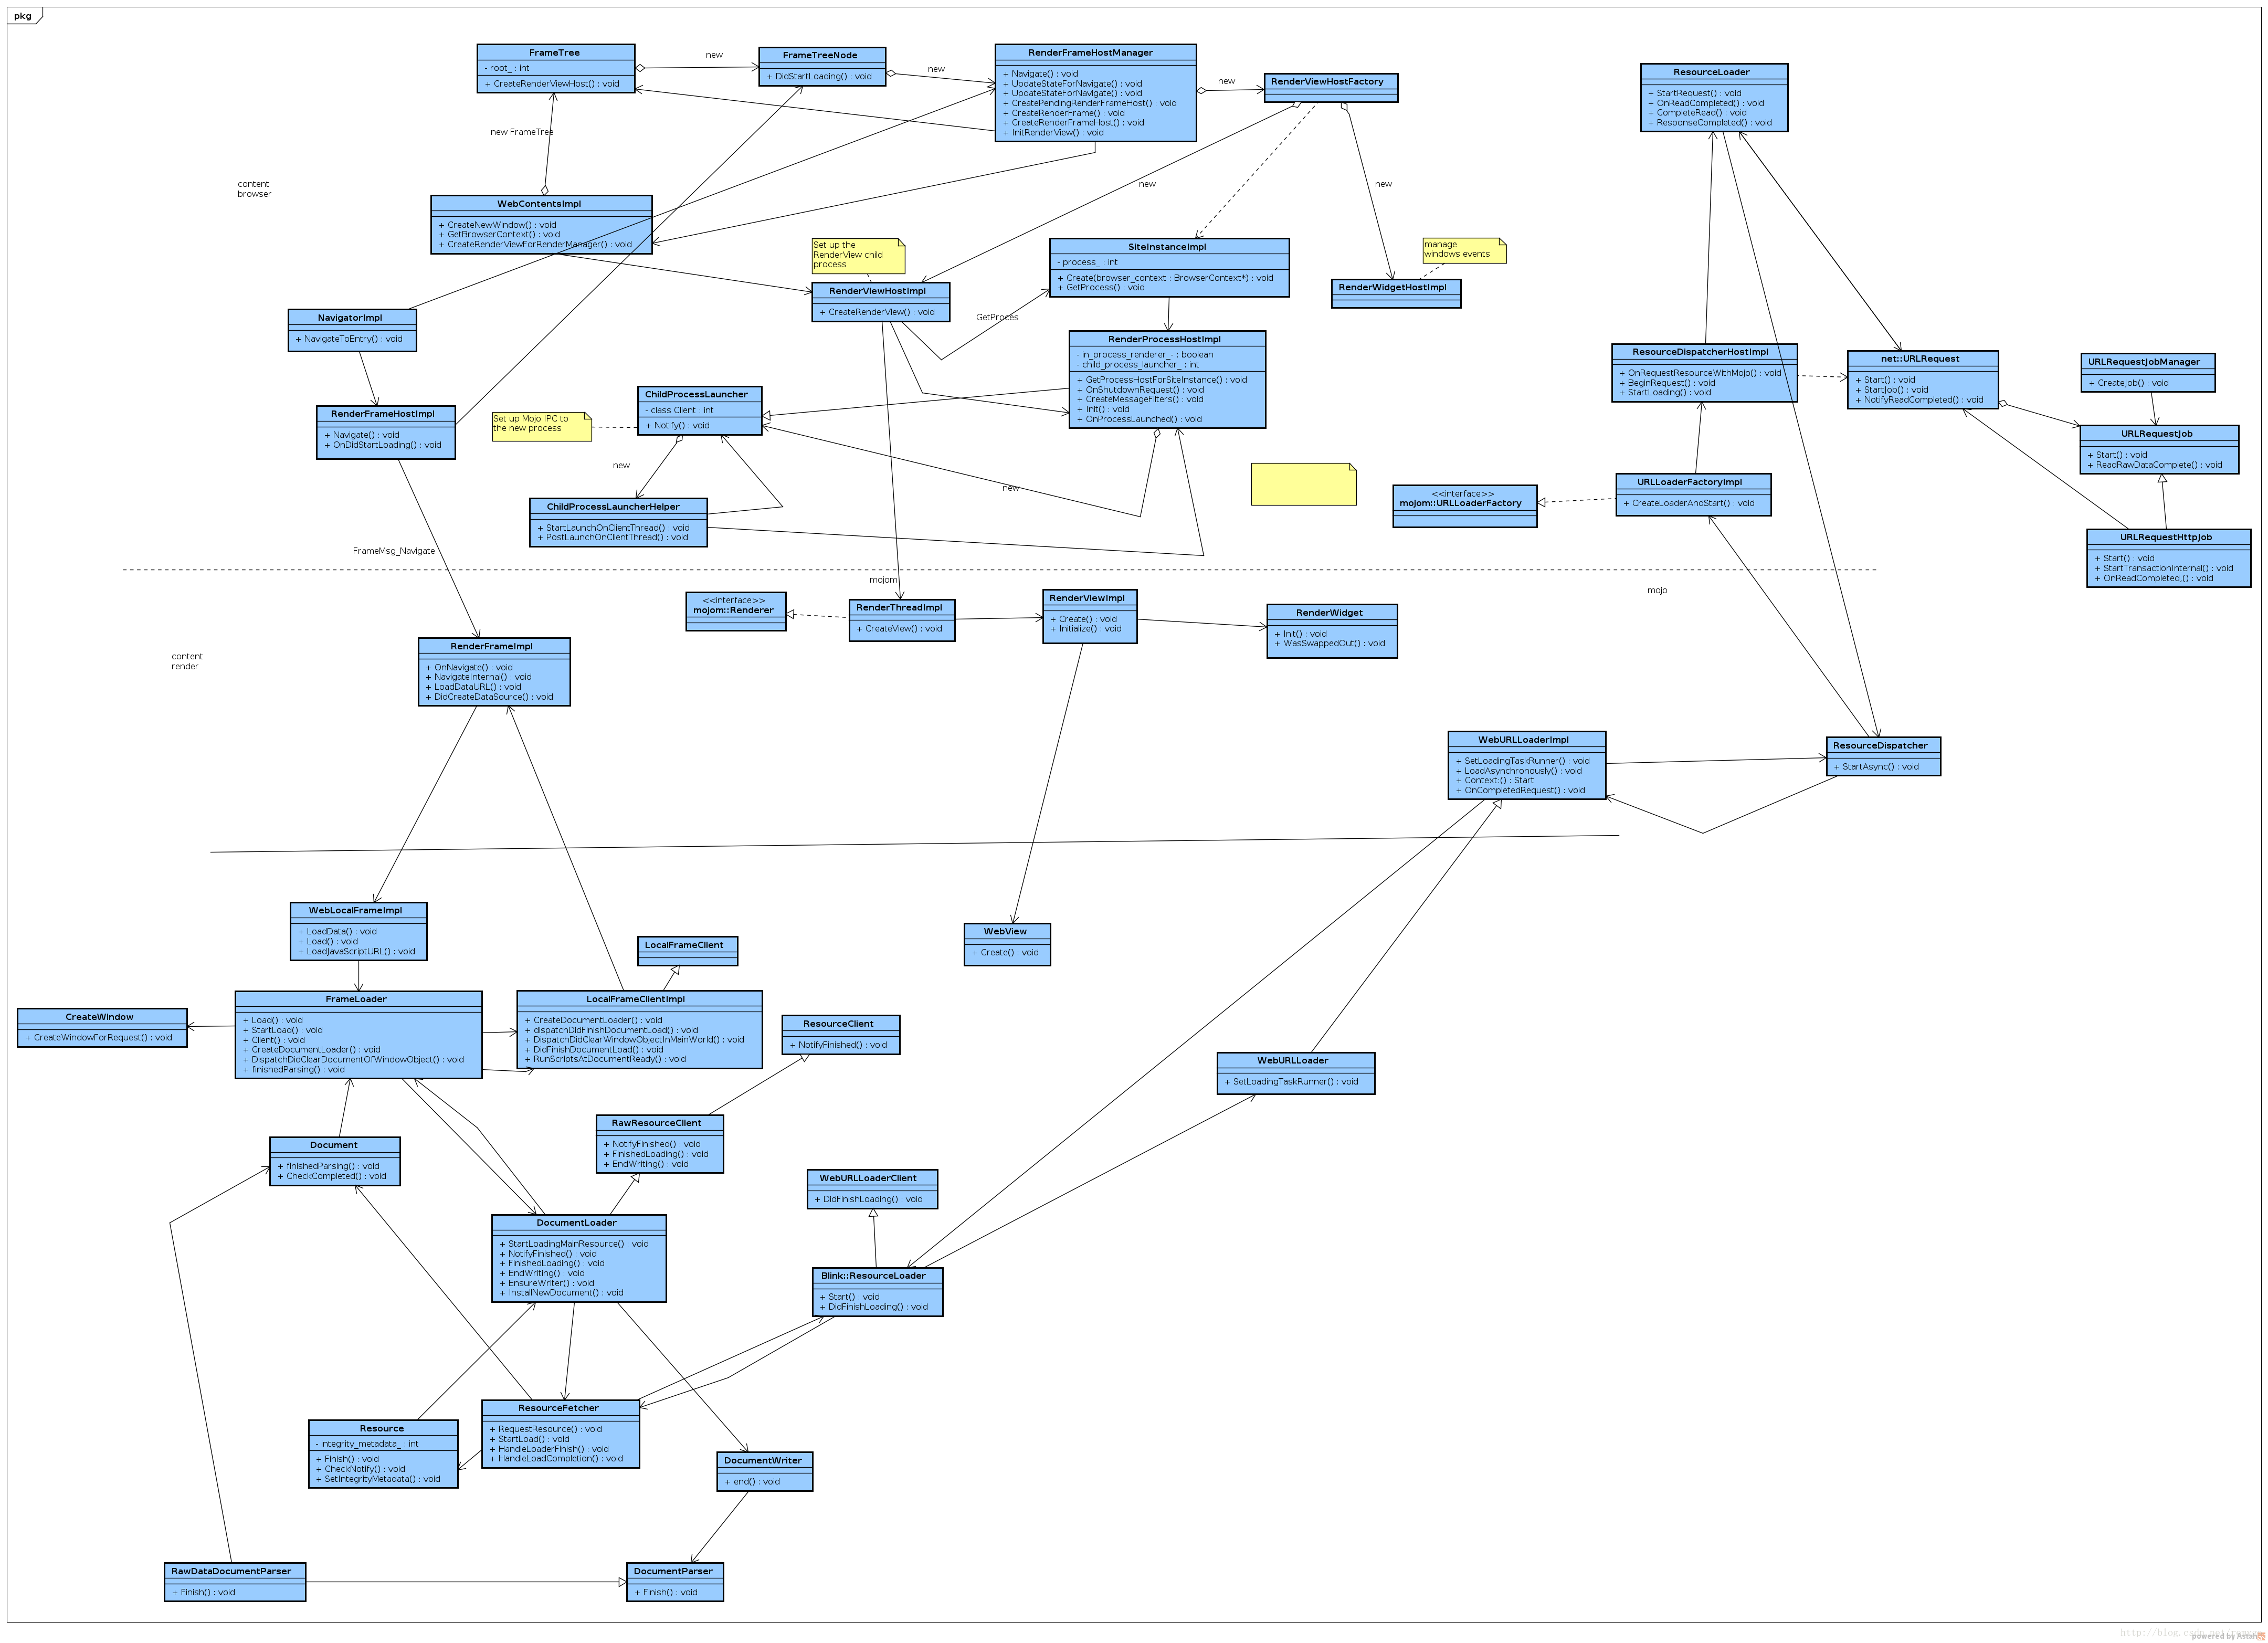 pkg
FrameTree
- root_ : int
+ CreateRenderViewHost() : void
new
FrameTreeNode
+ DidStartLoading() : void
new
RenderFrameHostManager
+ Navigate() : void
+ UpdateStateForNavigate() : void
+ UpdateStateForNavigate() : void
+ CreatePendingRenderFrameHost() : void
+ CreateRenderFrame() : void
+ CreateRenderFrameHost() : void
+ InitRenderView() : void
new
RenderViewHostFactory
ResourceLoader
+ StartRequest() : void
+ OnReadCompleted() : void
+ CompleteRead() : void
+ ResponseCompleted() : void
new FrameTree
content
browser
new
new
WebContentsImpl
+ CreateNewWindow() : void
+ GetBrowserContext() : void
+ CreateRenderViewForRenderManager() : void
Set up the
RenderView child
process
SiteInstanceImpl
- process_ : int
+ Create(browser_context : BrowserContext*) : void
+ GetProcess() : void
manage
windows events
RenderViewHostImpl
+ CreateRenderView() : void
RenderWidgetHostImpl
NavigatorImpl
+ NavigateToEntry() : void
GetProces
RenderProcessHostImpl
- in_process_renderer_- : boolean
- child_process_launcher_ : int
+ GetProcessHostForSiteInstance() : void
+ OnShutdownRequest() : void
+ CreateMessageFilters() : void
+ Init() : void
+ OnProcessLaunched() : void
ResourceDispatcherHostImpl
+ OnRequestResourceWithMojo() : void
+ BeginRequest() : void
+ StartLoading() : void
net::URLRequest
+ Start() : void
+ StartJob() : void
+ NotifyReadCompleted() : void
URLRequestJobManager
+ CreateJob() : void
ChildProcessLauncher
- class Client : int
+ Notify() : void
Set up Mojo IPC to
the new process
RenderFrameHostImpl
+ Navigate() : void
+ OnDidStartLoading() : void
URLRequestJob
+ Start() : void
+ ReadRawDataComplete() : void
new
new
ChildProcessLauncherHelper
+ StartLaunchOnClientThread() : void
+ PostLaunchOnClientThread() : void
<<interface>>
mojom::URLLoaderFactory
URLLoaderFactoryImpl
+ CreateLoaderAndStart() : void
URLRequestHttpJob
+ Start() : void
+ StartTransactionInternal() : void
+ OnReadCompleted,() : void
FrameMsg_Navigate
mojom
mojo
<<interface>>
mojom::Renderer
RenderThreadImpl
+ CreateView() : void
RenderViewImpl
+ Create() : void
+ Initialize() : void
RenderWidget
+ Init() : void
+ WasSwappedOut() : void
content
render
RenderFrameImpl
+ OnNavigate() : void
+ NavigateInternal() : void
+ LoadDataURL() : void
+ DidCreateDataSource() : void
WebURLLoaderImpl
+ SetLoadingTaskRunner() : void
+ LoadAsynchronously() : void
+ Context:() : Start
+ OnCompletedRequest() : void
ResourceDispatcher
+ StartAsync() : void
WebLocalFrameImpl
+ LoadData() : void
+ Load() : void
+ LoadJavaScriptURL() : void
LocalFrameClient
WebView
+ Create() : void
CreateWindow
+ CreateWindowForRequest() : void
FrameLoader
+ Load() : void
+ StartLoad() : void
+ Client() : void
+ CreateDocumentLoader() : void
+ DispatchDidClearDocumentOfWindowObject() : void
+ finishedParsing() : void
LocalFrameClientImpl
+ CreateDocumentLoader() : void
+ dispatchDidFinishDocumentLoad() : void
+ DispatchDidClearWindowObjectInMainWorld() : void
+ DidFinishDocumentLoad() : void
+ RunScriptsAtDocumentReady() : void
ResourceClient
+ NotifyFinished() : void
WebURLLoader
+ SetLoadingTaskRunner() : void
RawResourceClient
+ NotifyFinished() : void
+ FinishedLoading() : void
+ EndWriting() : void
Document
+ finishedParsing() : void
+ CheckCompleted() : void
WebURLLoaderClient
+ DidFinishLoading() : void
DocumentLoader
+ StartLoadingMainResource() : void
+ NotifyFinished() : void
+ FinishedLoading() : void
+ EndWriting() : void
+ EnsureWriter() : void
+ InstallNewDocument() : void
Blink::ResourceLoader
+ Start() : void
+ DidFinishLoading() : void
Resource
- integrity_metadata_ : int
+ Finish() : void
+ CheckNotify() : void
+ SetIntegrityMetadata() : void
ResourceFetcher
+ RequestResource() : void
+ StartLoad() : void
+ HandleLoaderFinish() : void
+ HandleLoadCompletion() : void
DocumentWriter
+ end() : void
RawDataDocumentParser
+ Finish() : void
DocumentParser
+ Finish() : void
powered by Astah